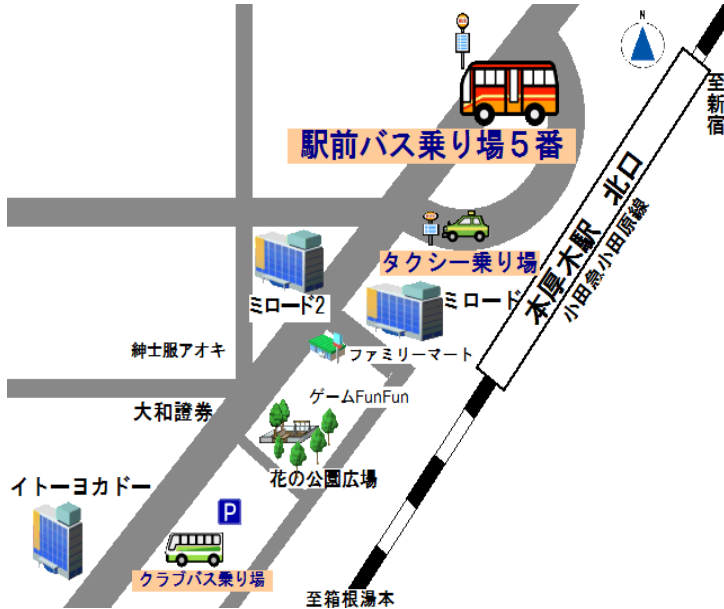 N
至新宿
駅前バス乗り場５番
本厚木駅 北口
小田急小田原線
タクシー乗り場
ミロード2
ミロード
紳士服アオキ
ファミリーマート
ゲームFunFun
大和證券
花の公園広場
イトーヨカドー
P
クラブバス乗り場
至箱根湯本